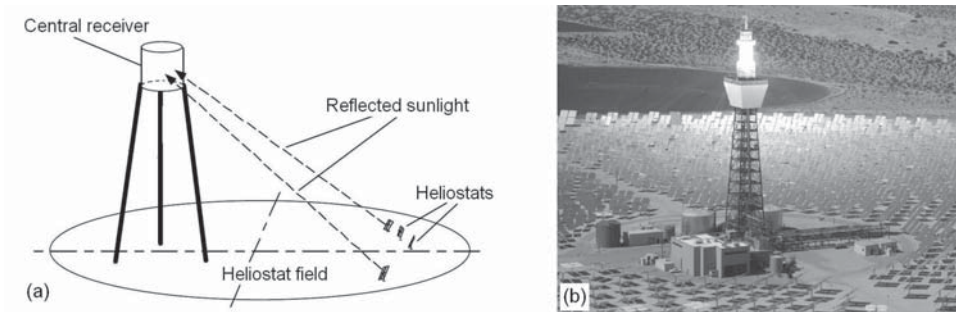 Central receiver
Reflected sunlight
Heliostats
Heliostat field
(a)
(b)